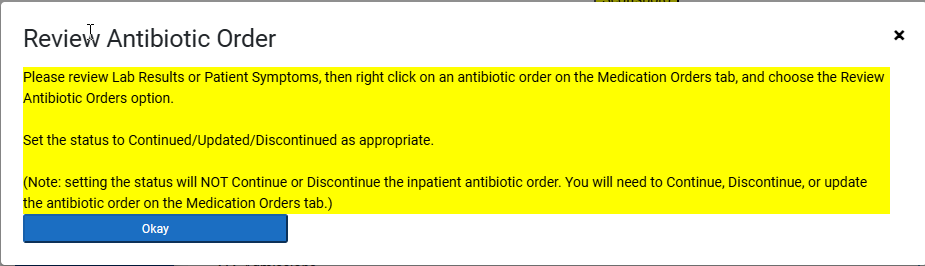 Review Antibiotic Order
Please review Lab Results or Patient Symptoms, then right click on an antibiotic order on the Medication Orders tab, and choose the Review
Antibiotic Orders option.
Set the status to Continued/Updated/Discontinued as appropriate.
(Note: setting the status will NOT Continue or Discontinue the inpatient antibiotic order. You will need to Continue, Discontinue, or update
the antibiotic order on the Medication Orders tab.)
Okay